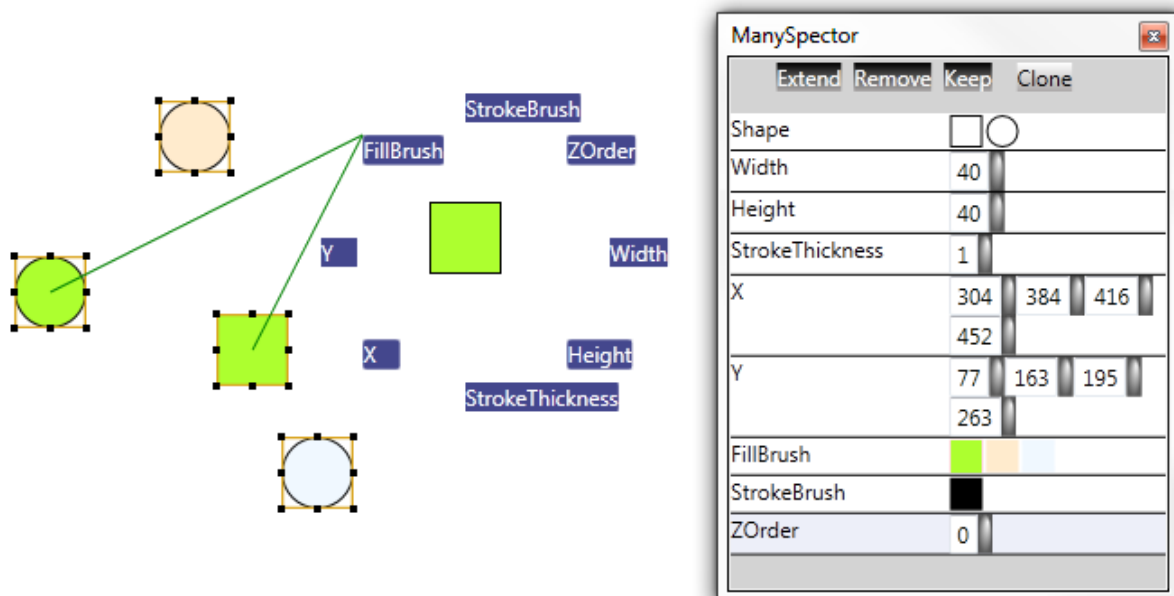 StrokeBrush
FillBrush ZOrder
Y Width
X Height
StrokeThickness
ManySpector
x
Extend Remove Keep Clone
Shape
Width 40
Height 40
StrokeThickness 1
X 304 384 416
452
Y 77 163 195
263
FillBrush
StrokeBrush
ZOrder 0